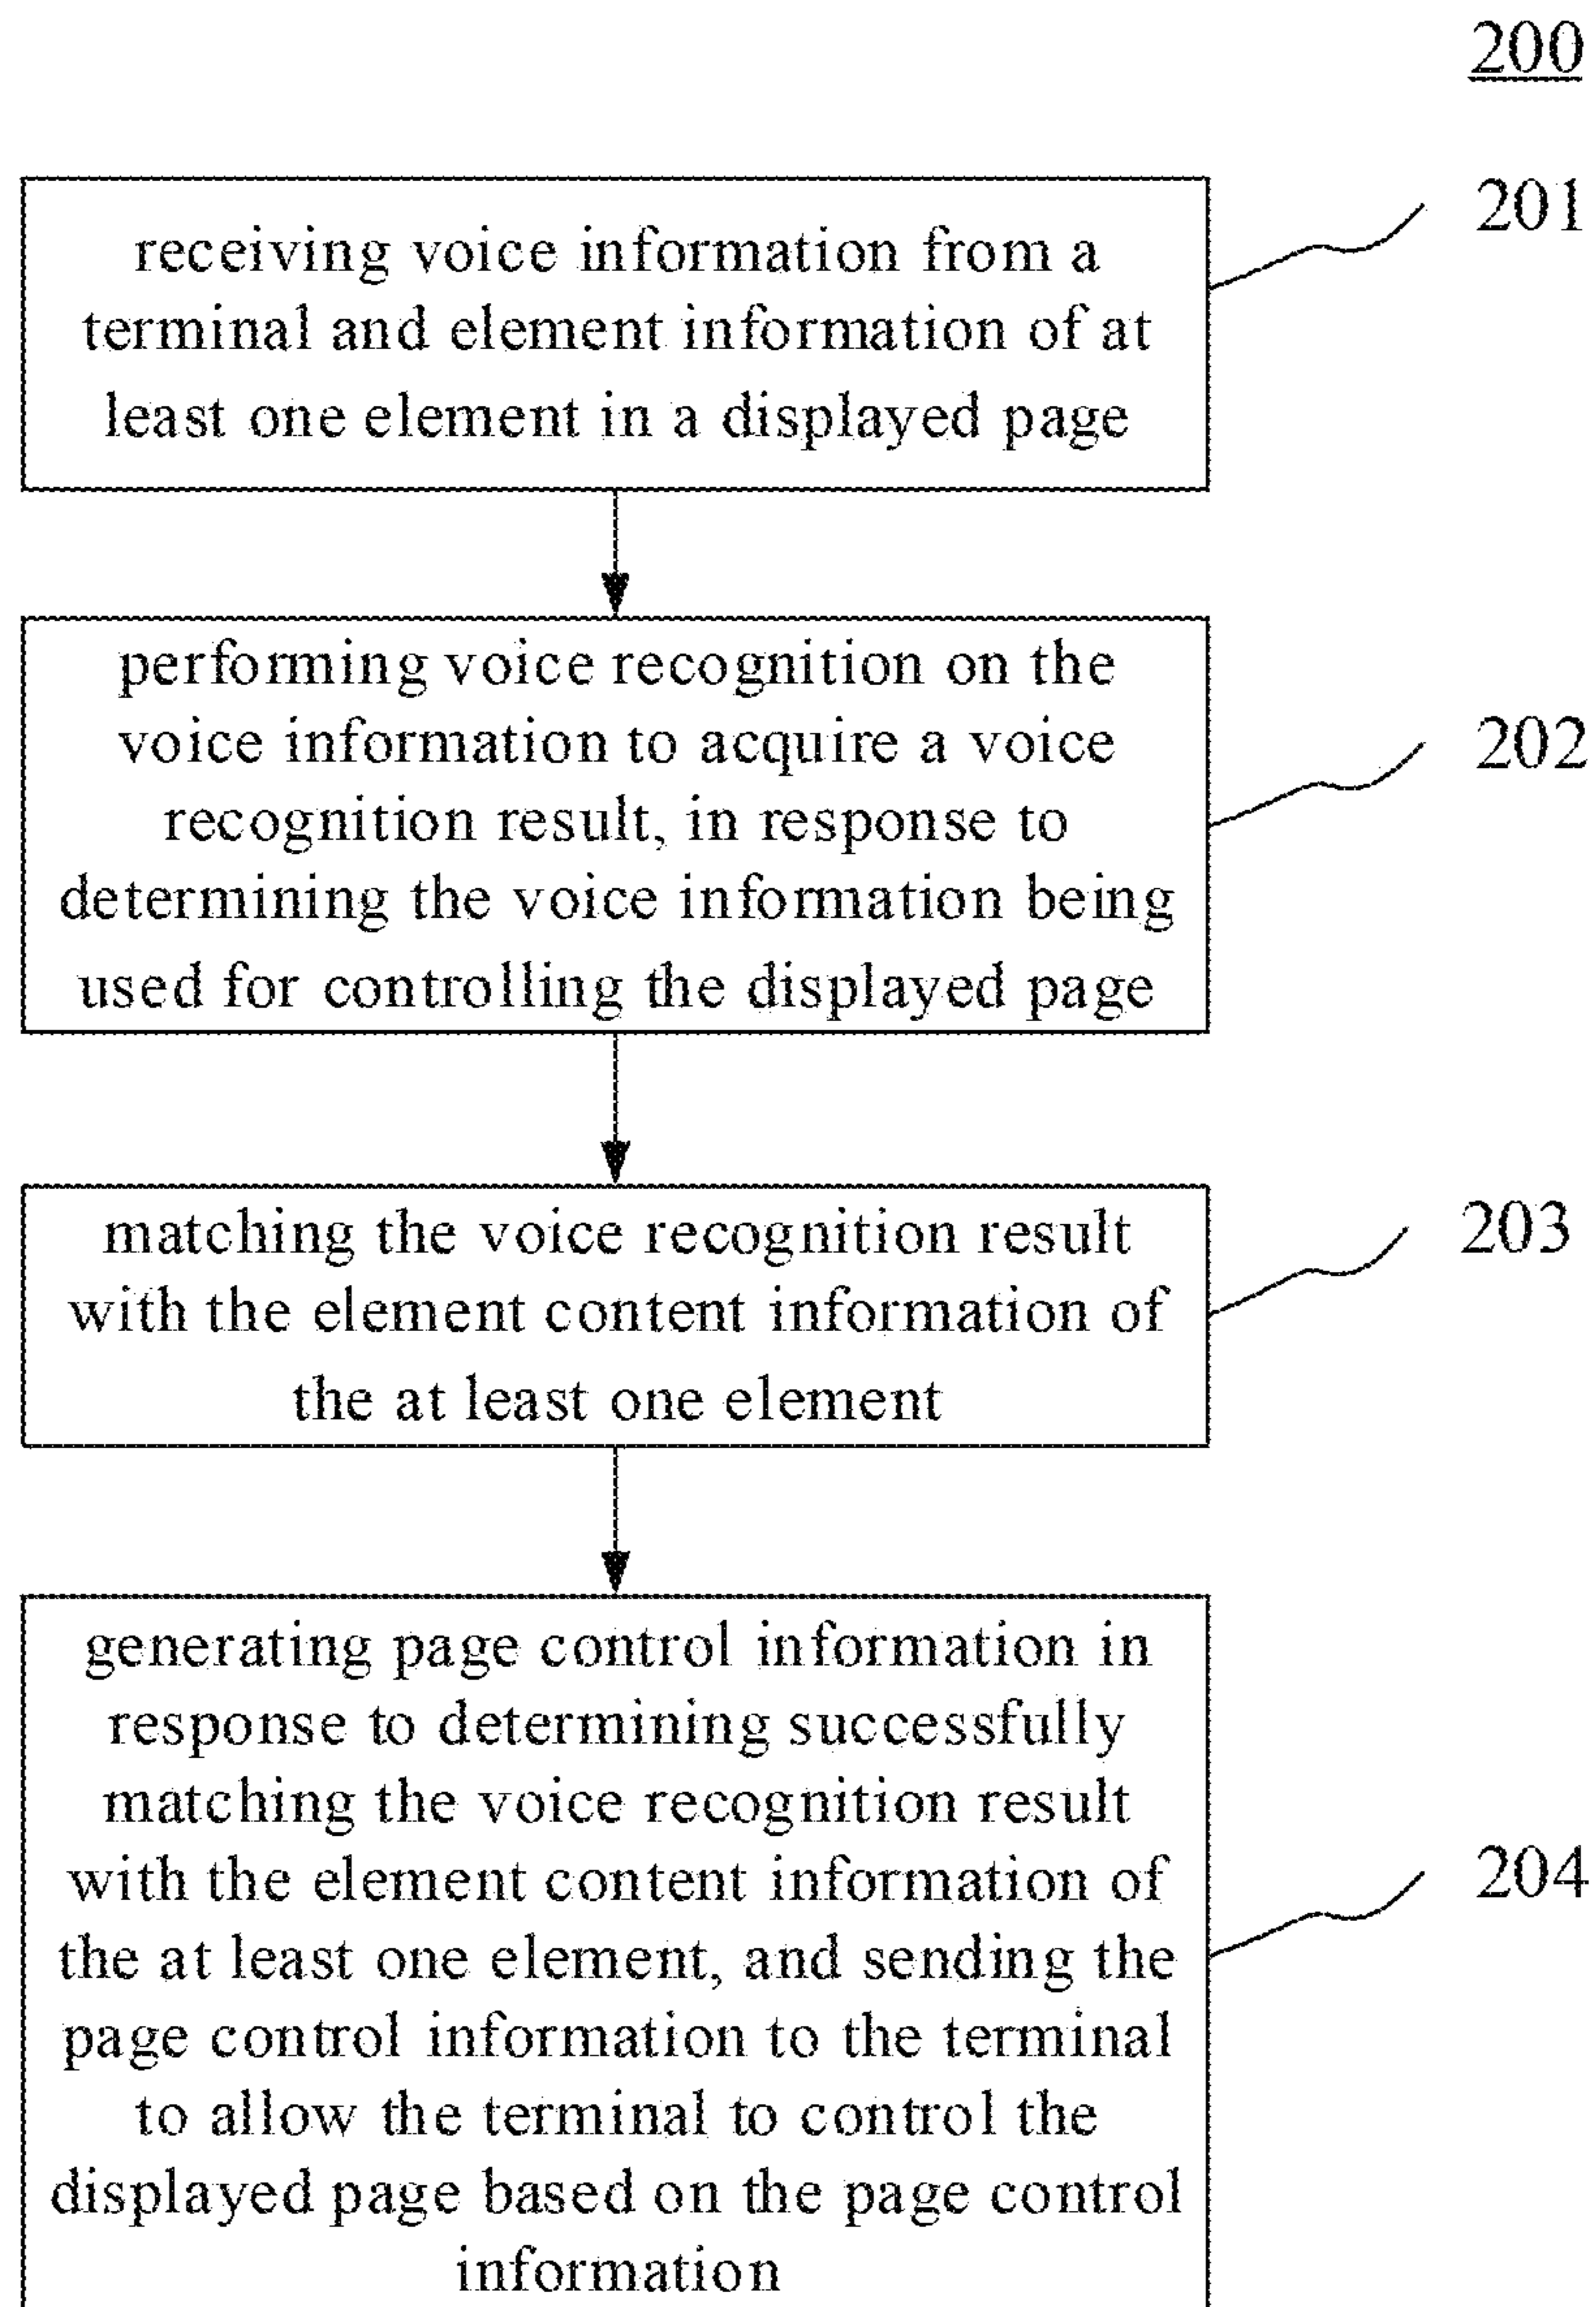 200
receiving voice information from a
terminal and element information of at
least one element in a displayed page
201
performing voice recognition on the
voice information to acquire a voice
recognition result, in response to
determining the voice information being
used for controlling the displayed page
202
matching the voice recognition result
with the element content information of
the at least one element
203
generating page control information in
response to determining successfully
matching the voice recognition result
with the element content information of
the at least one element, and sending the
page control information to the terminal
to allow the terminal to control the
displayed page based on the page control
information
204